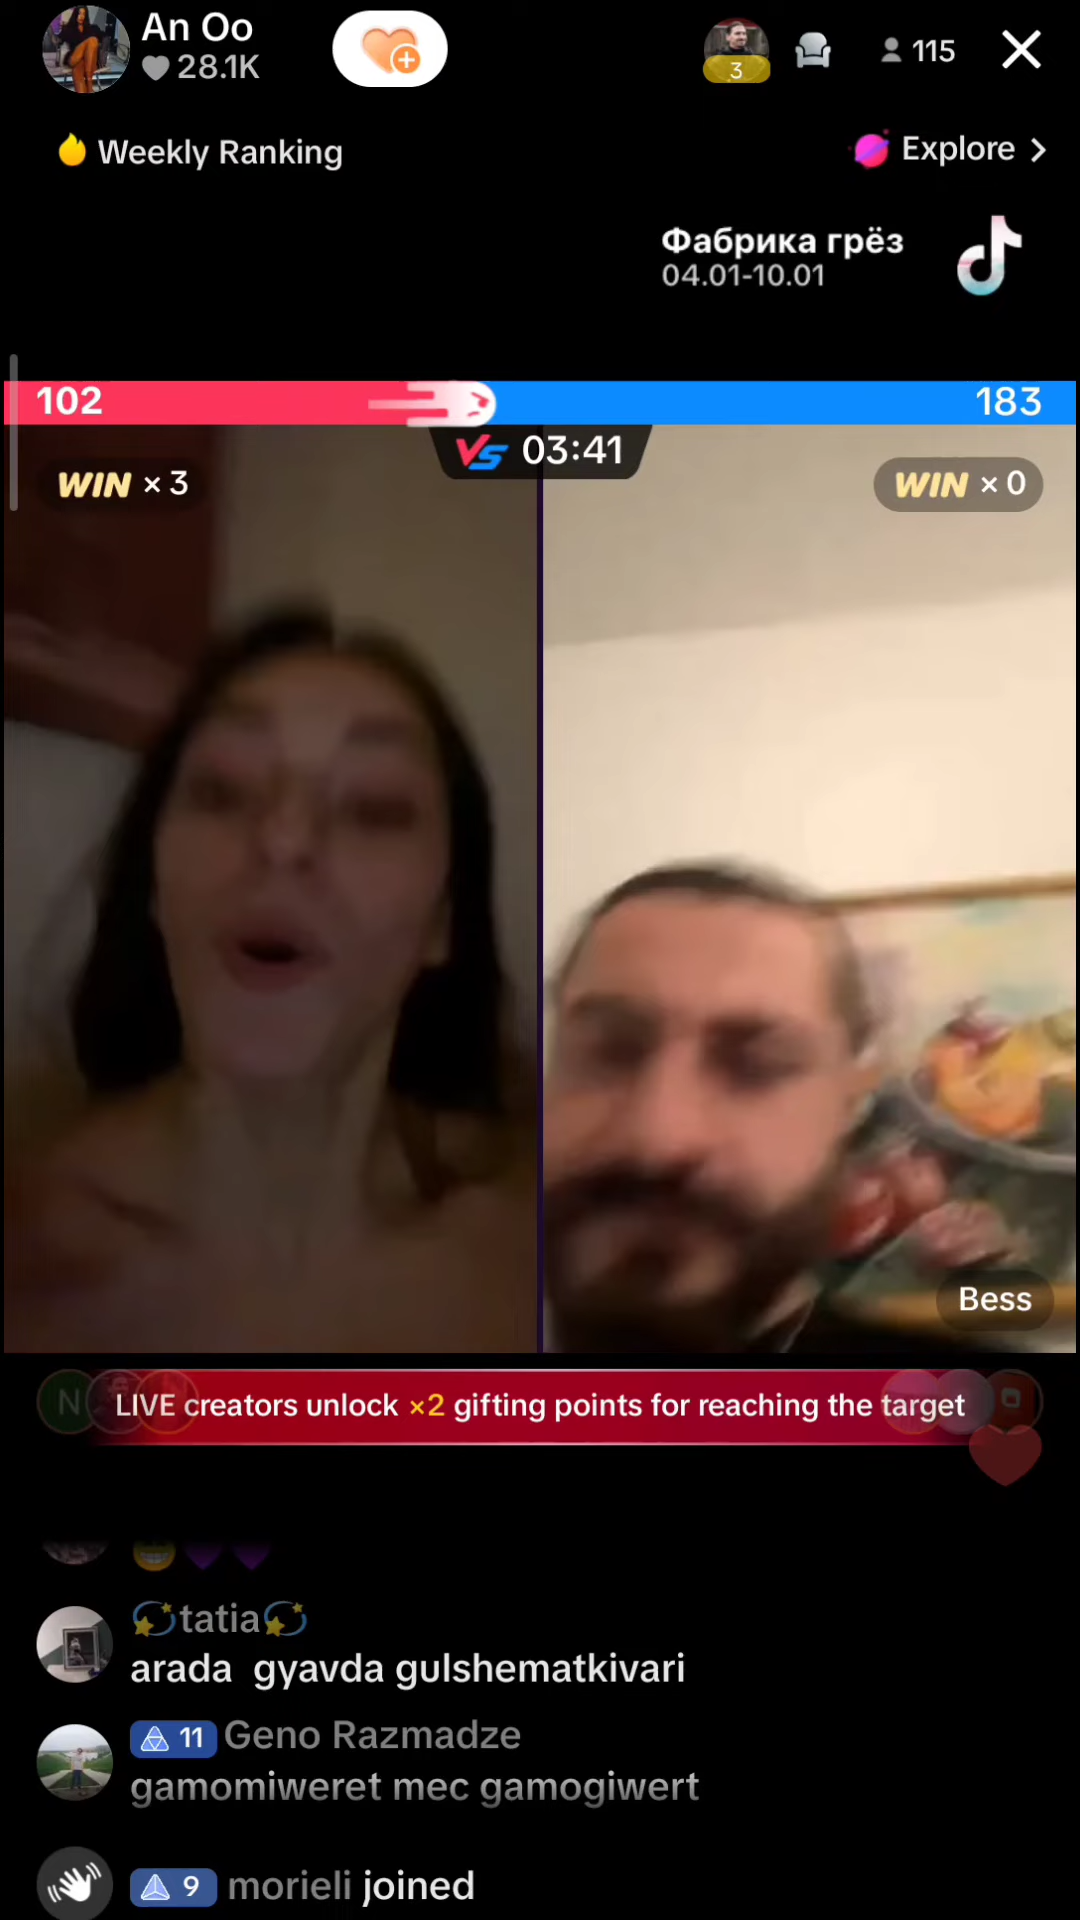 An Oo
28.1K
3
115
Weekly Ranking
Explore
Фабрика грёз
04.01-10.01
102
183
VS 03:41
WIN × 3
WIN × 0
Bess
N
LIVE creators unlock ×2 gifting points for reaching the target
tatia
arada gyavda gulshematkivari
11 Geno Razmadze
gamomiweret mec gamogiwert
9 morieli joined